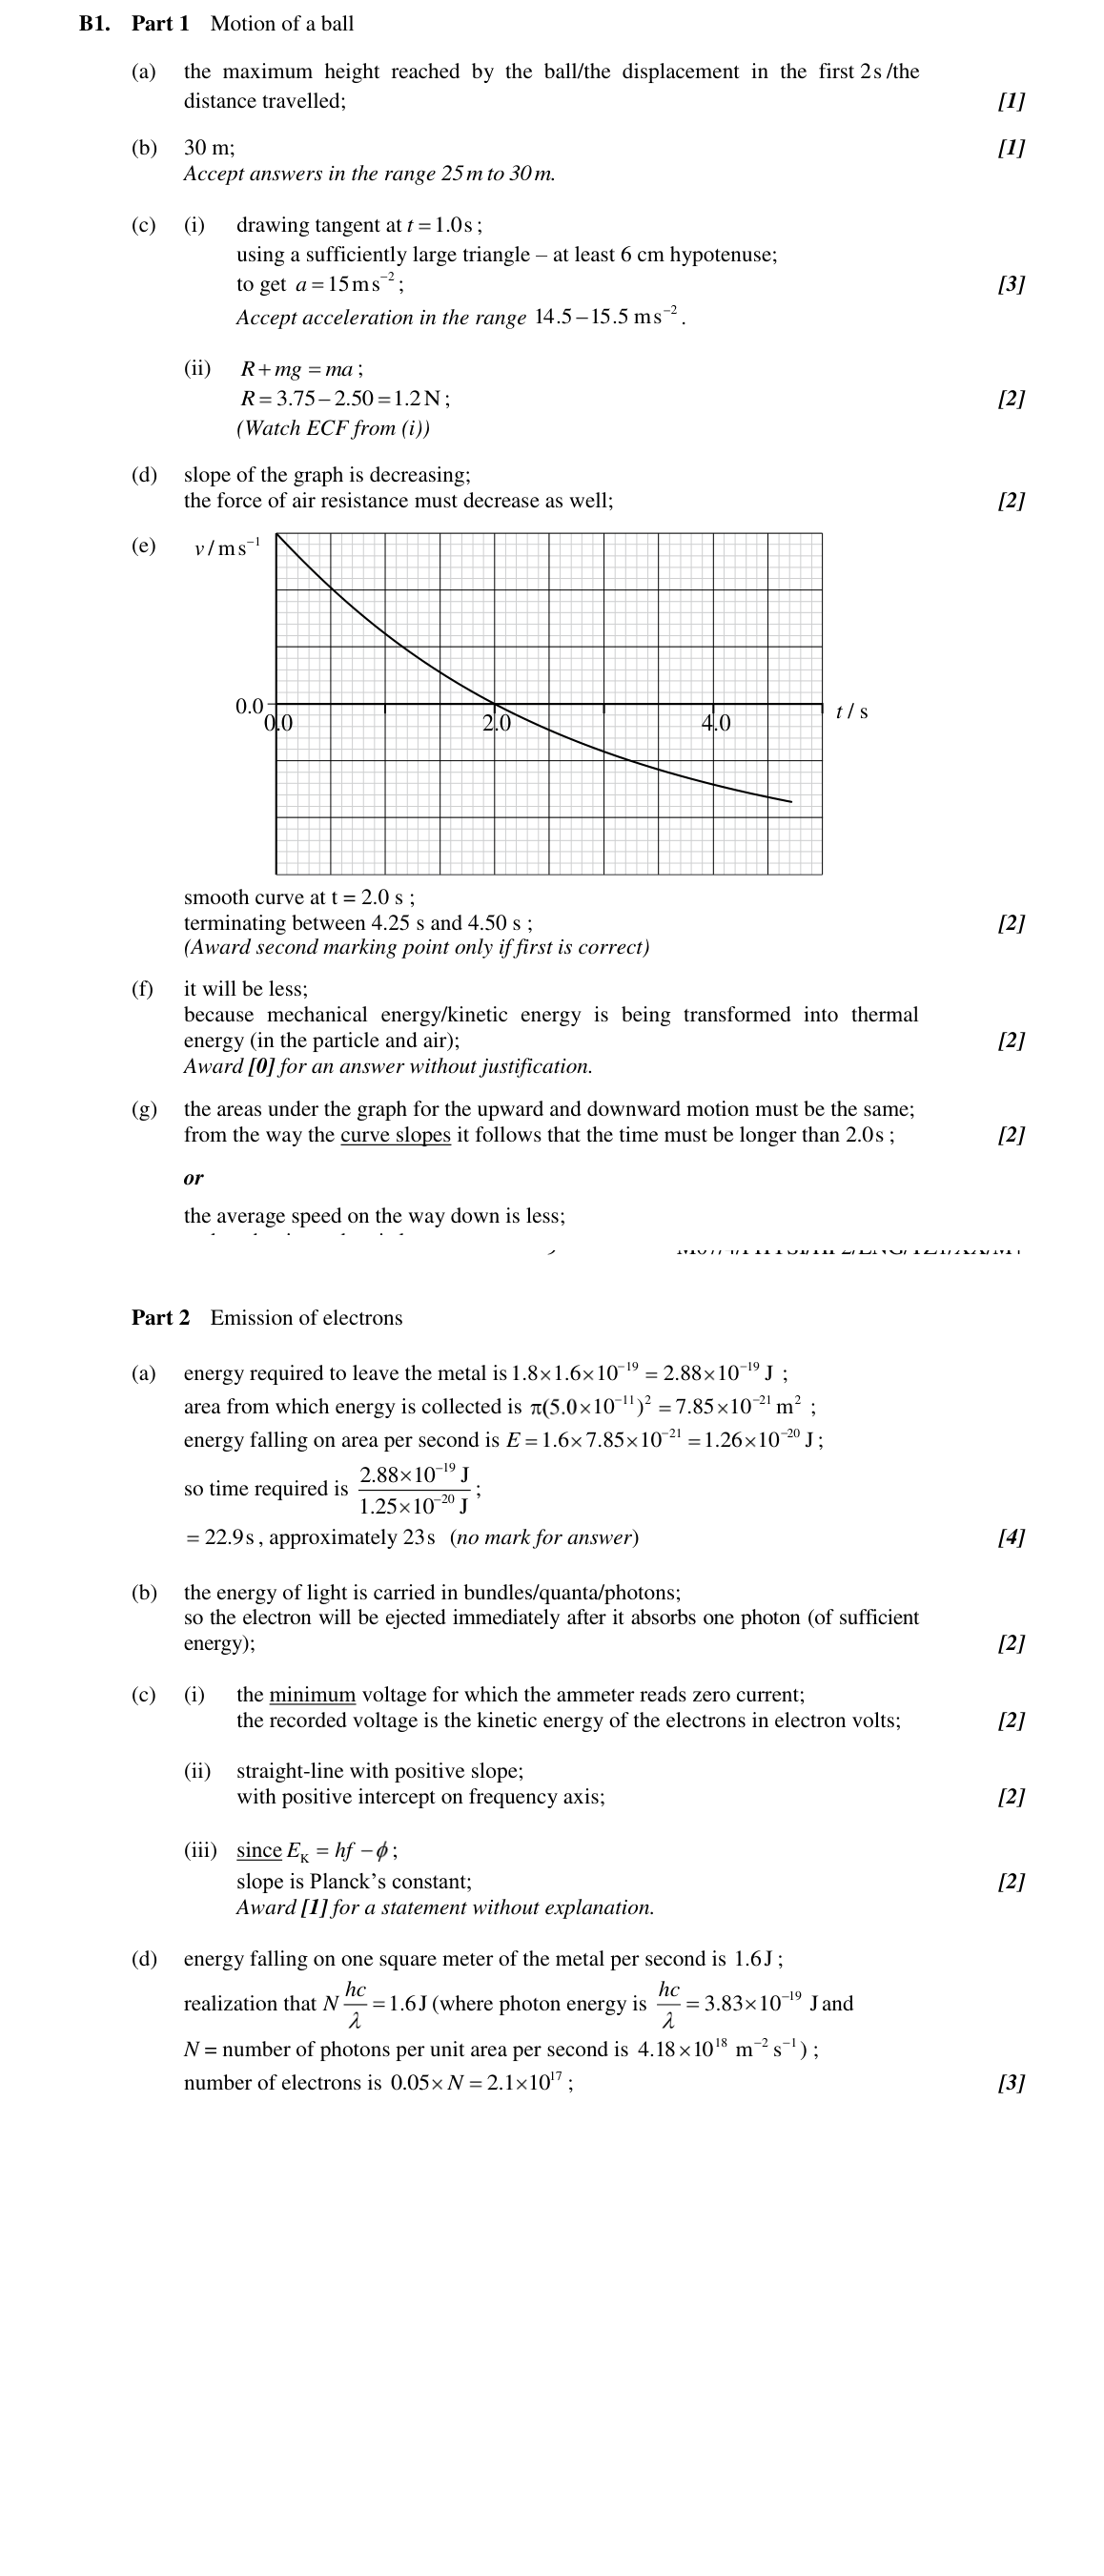 B1. Part 1 Motion of a ball
(a) the maximum height reached by the ball/the displacement in the first 2s/the
distance travelled; [1]
(b) 30 m; [1]
Accept answers in the range 25m to 30m.
(c) (i) drawing tangent at t = 1.0s;
using a sufficiently large triangle – at least 6 cm hypotenuse;
to get a = 15 m s⁻²; [3]
Accept acceleration in the range 14.5 – 15.5 ms⁻².
(ii) R + mg = ma;
R = 3.75 – 2.50 = 1.2 N; [2]
(Watch ECF from (i))
(d) slope of the graph is decreasing;
the force of air resistance must decrease as well; [2]
(e) v / m s⁻¹
0.0 t / s
0.0 2.0 4.0
smooth curve at t = 2.0 s ;
terminating between 4.25 s and 4.50 s ; [2]
(Award second marking point only if first is correct)
(f) it will be less;
because mechanical energy/kinetic energy is being transformed into thermal
energy (in the particle and air); [2]
Award [0] for an answer without justification.
(g) the areas under the graph for the upward and downward motion must be the same;
from the way the curve slopes it follows that the time must be longer than 2.0s; [2]
or
the average speed on the way down is less;
Part 2 Emission of electrons
(a) energy required to leave the metal is 1.8×1.6×10⁻¹⁹ = 2.88×10⁻¹⁹ J ;
area from which energy is collected is π(5.0×10⁻¹¹)² = 7.85×10⁻²¹ m² ;
energy falling on area per second is E = 1.6×7.85×10⁻²¹ = 1.26×10⁻²⁰ J;
so time required is 2.88×10⁻¹⁹ J / 1.25×10⁻²⁰ J ;
= 22.9s, approximately 23s (no mark for answer) [4]
(b) the energy of light is carried in bundles/quanta/photons;
so the electron will be ejected immediately after it absorbs one photon (of sufficient
energy); [2]
(c) (i) the minimum voltage for which the ammeter reads zero current;
the recorded voltage is the kinetic energy of the electrons in electron volts; [2]
(ii) straight-line with positive slope;
with positive intercept on frequency axis; [2]
(iii) since E_K = hf – ϕ;
slope is Planck's constant; [2]
Award [1] for a statement without explanation.
(d) energy falling on one square meter of the metal per second is 1.6J;
realization that N hc/λ = 1.6J (where photon energy is hc/λ = 3.83×10⁻¹⁹ J and
N = number of photons per unit area per second is 4.18×10¹⁸ m⁻² s⁻¹) ;
number of electrons is 0.05× N = 2.1×10¹⁷ ; [3]